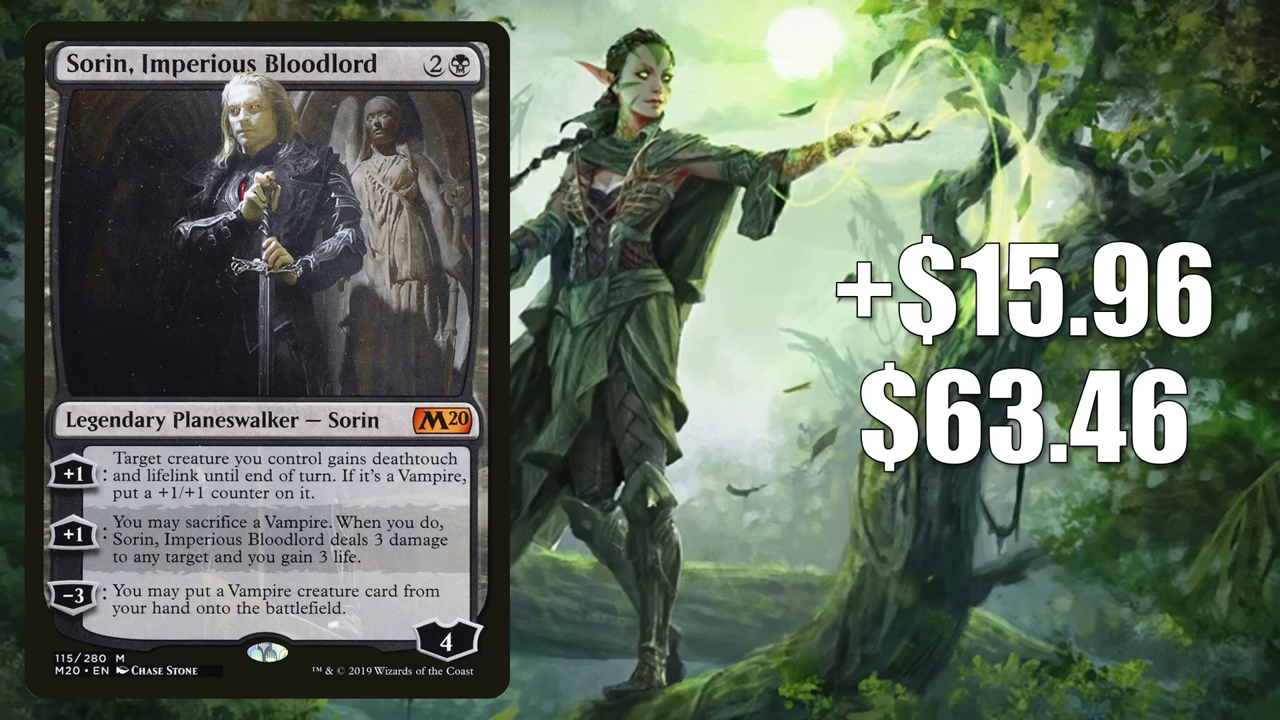 Sorin, Imperious Bloodlord 2
Legendary Planeswalker — Sorin M20
+1 : Target creature you control gains deathtouch
and lifelink until end of turn. If it's a Vampire,
put a +1/+1 counter on it.
+1 : You may sacrifice a Vampire. When you do,
Sorin, Imperious Bloodlord deals 3 damage
to any target and you gain 3 life.
−3 : You may put a Vampire creature card from
your hand onto the battlefield.
4
115/280 M
M20 • EN CHASE STONE
™ & © 2019 Wizards of the Coast
+$15.96
$63.46